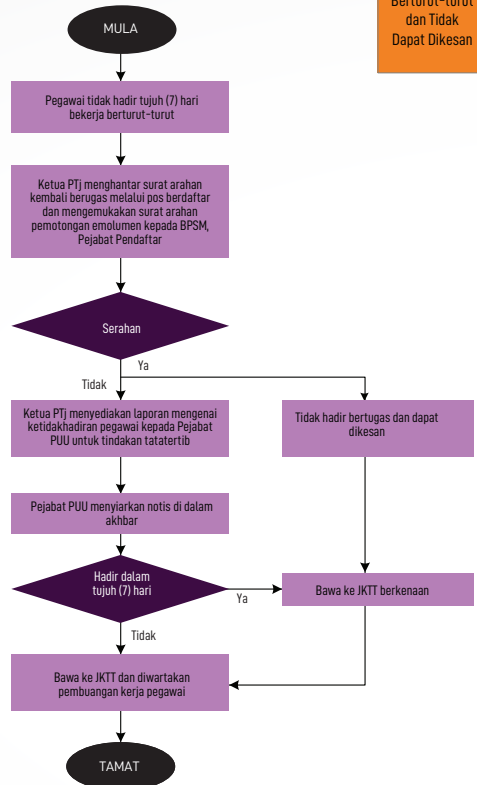 Berturut-turut
dan Tidak
Dapat Dikesan
MULA
Pegawai tidak hadir tujuh (7) hari
bekerja berturut-turut
Ketua PTj menghantar surat arahan
kembali berugas melalui pos berdaftar
dan mengemukakan surat arahan
pemotongan emolumen kepada BPSM,
Pejabat Pendaftar
Serahan
Ya
Tidak
Ketua PTj menyediakan laporan mengenai
ketidakhadiran pegawai kepada Pejabat
PUU untuk tindakan tatatertib
Tidak hadir bertugas dan dapat
dikesan
Pejabat PUU menyiarkan notis di dalam
akhbar
Hadir dalam
tujuh (7) hari
Ya
Bawa ke JKTT berkenaan
Tidak
Bawa ke JKTT dan diwartakan
pembuangan kerja pegawai
TAMAT